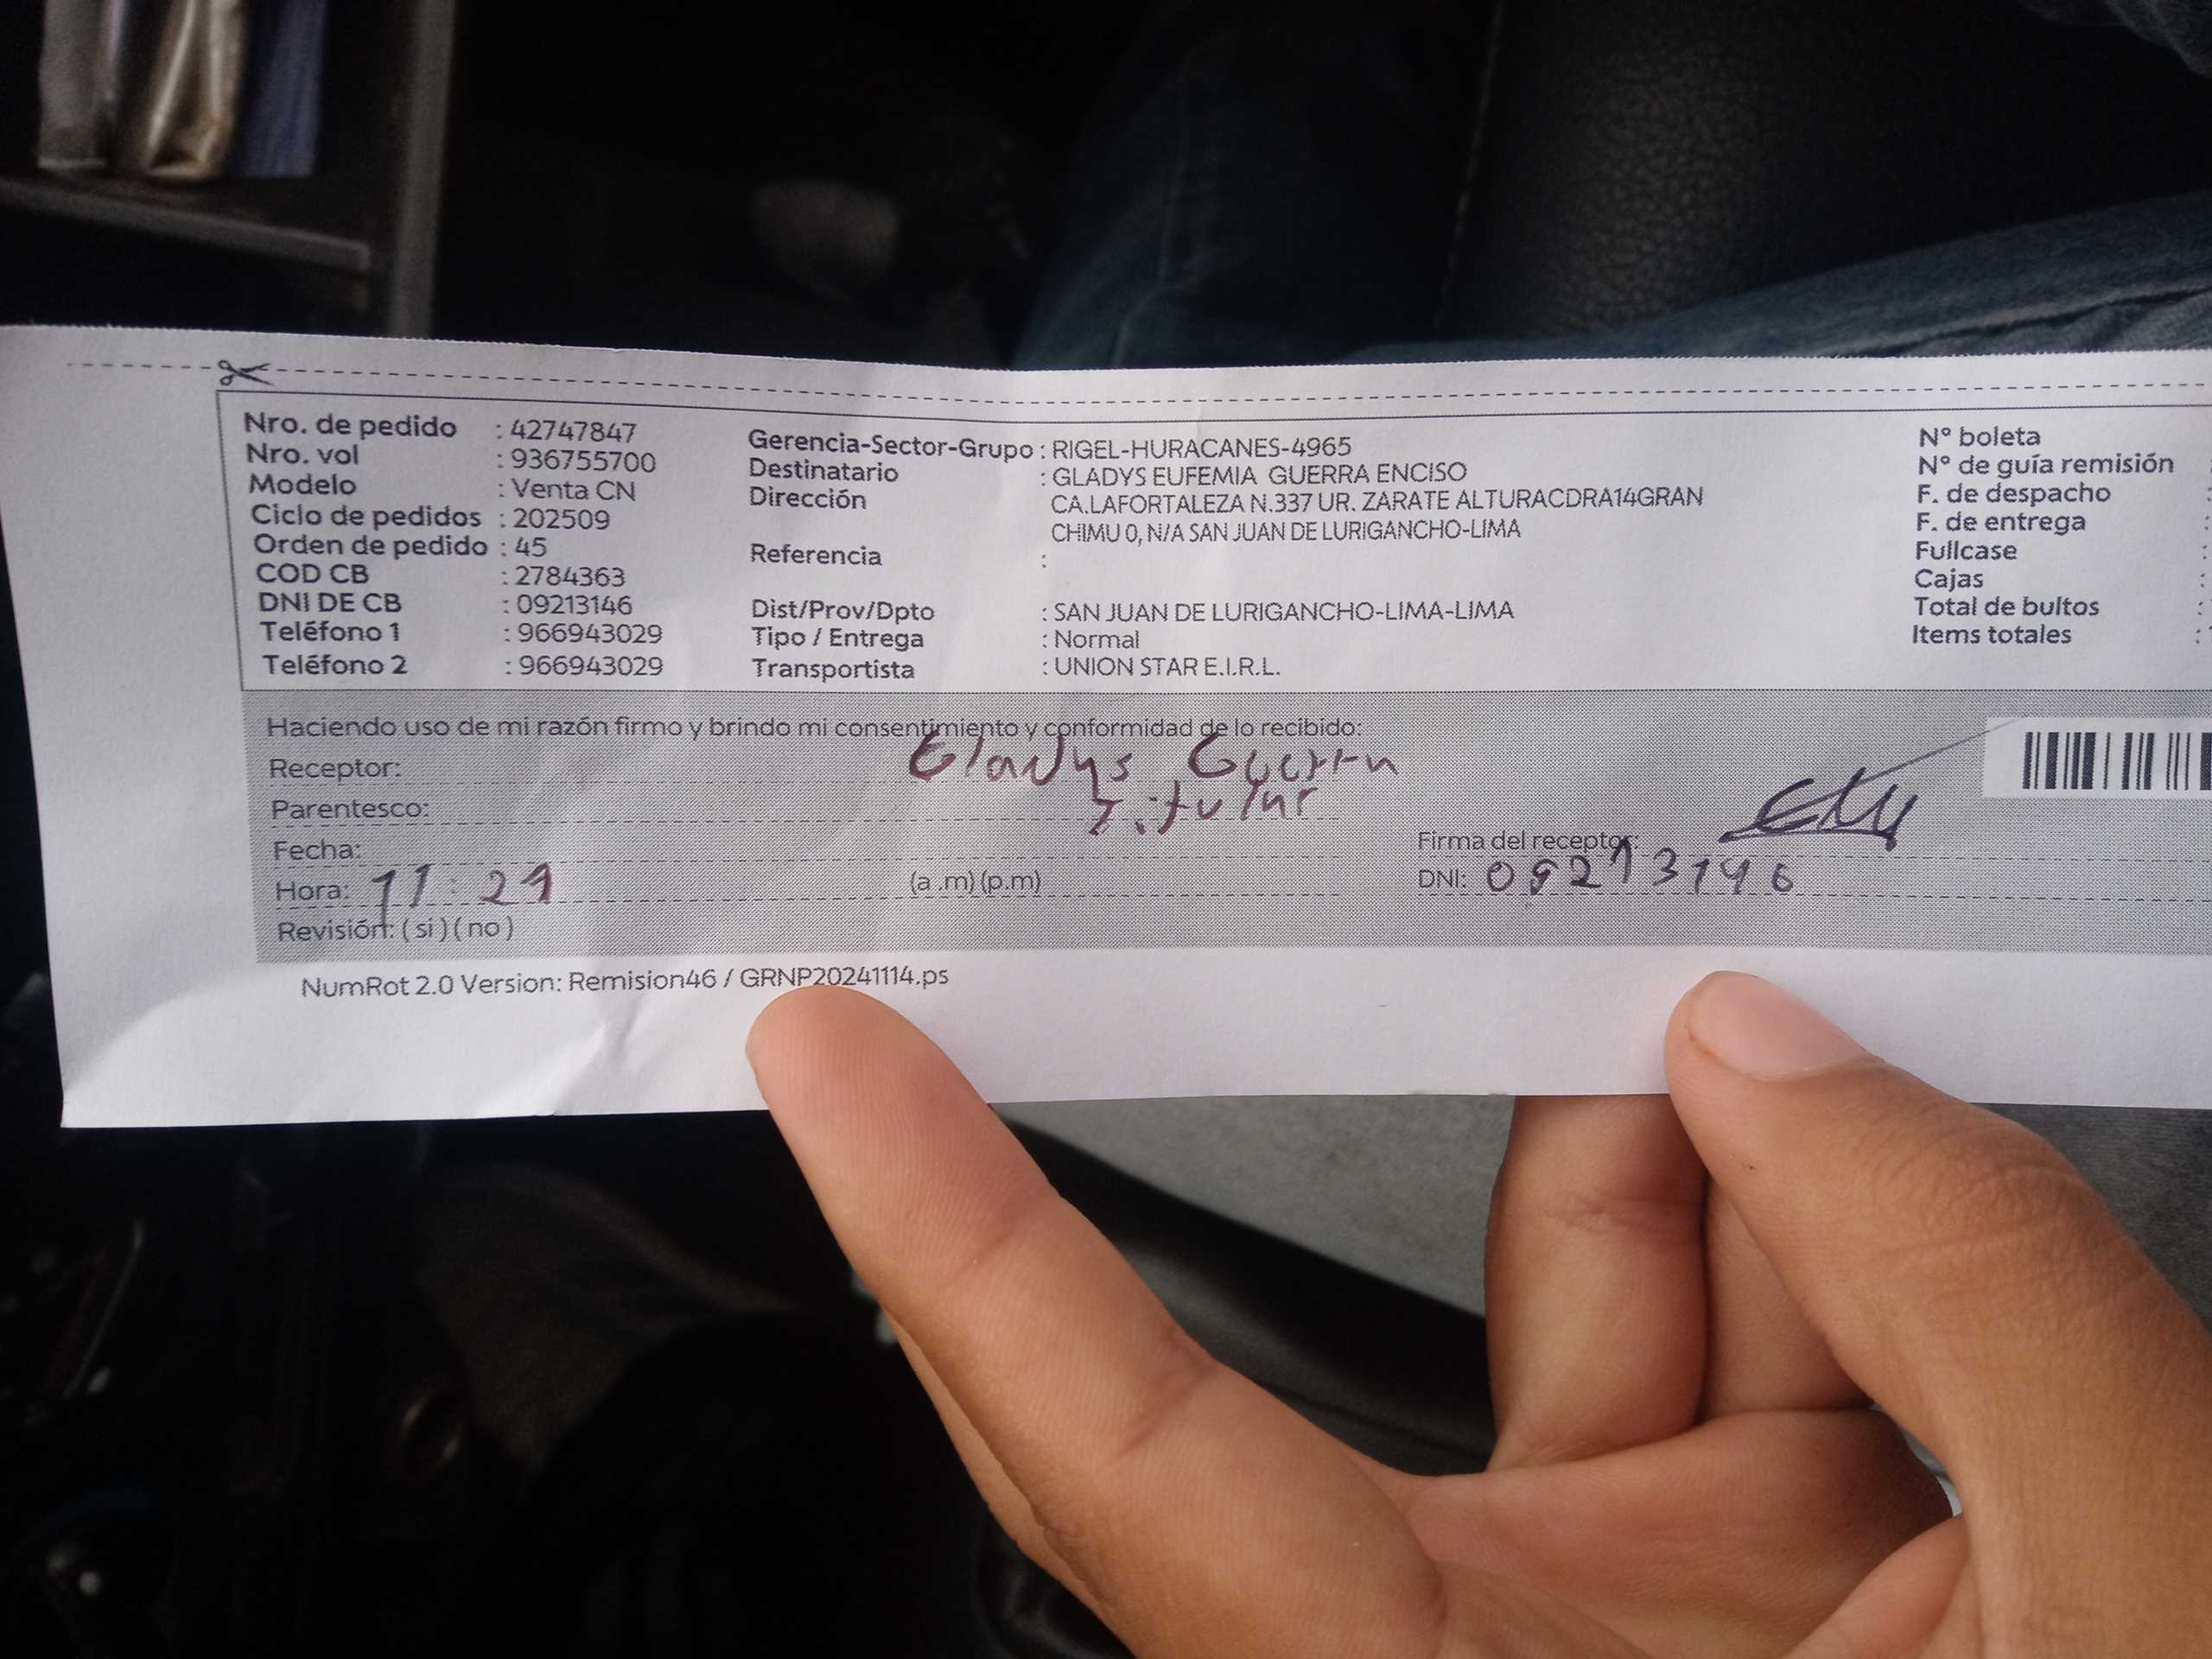 Nro. de pedido : 42747847
Nro. vol : 936755700
Modelo : Venta CN
Ciclo de pedidos : 202509
Orden de pedido : 45
COD CB : 2784363
DNI DE CB : 09213146
Teléfono 1 : 966943029
Teléfono 2 : 966943029
Gerencia-Sector-Grupo : RIGEL-HURACANES-4965
Destinatario : GLADYS EUFEMIA GUERRA ENCISO
Dirección CA.LAFORTALEZA N.337 UR. ZARATE ALTURACDRA14GRAN
CHIMU 0, N/A SAN JUAN DE LURIGANCHO-LIMA
Referencia :
Dist/Prov/Dpto : SAN JUAN DE LURIGANCHO-LIMA-LIMA
Tipo / Entrega : Normal
Transportista : UNION STAR E.I.R.L.
N° boleta
N° de guía remisión :
F. de despacho :
F. de entrega :
Fullcase :
Cajas :
Total de bultos :
Items totales :
Haciendo uso de mi razón firmo y brindo mi consentimiento y conformidad de lo recibido:
Receptor: Gladys Guerra
Parentesco: Titular
Fecha:
Firma del receptor:
Hora: 11:21 (a .m) (p.m)
DNI: 09213146
Revisión: ( si ) ( no )
NumRot 2.0 Version: Remision46 / GRNP20241114.ps